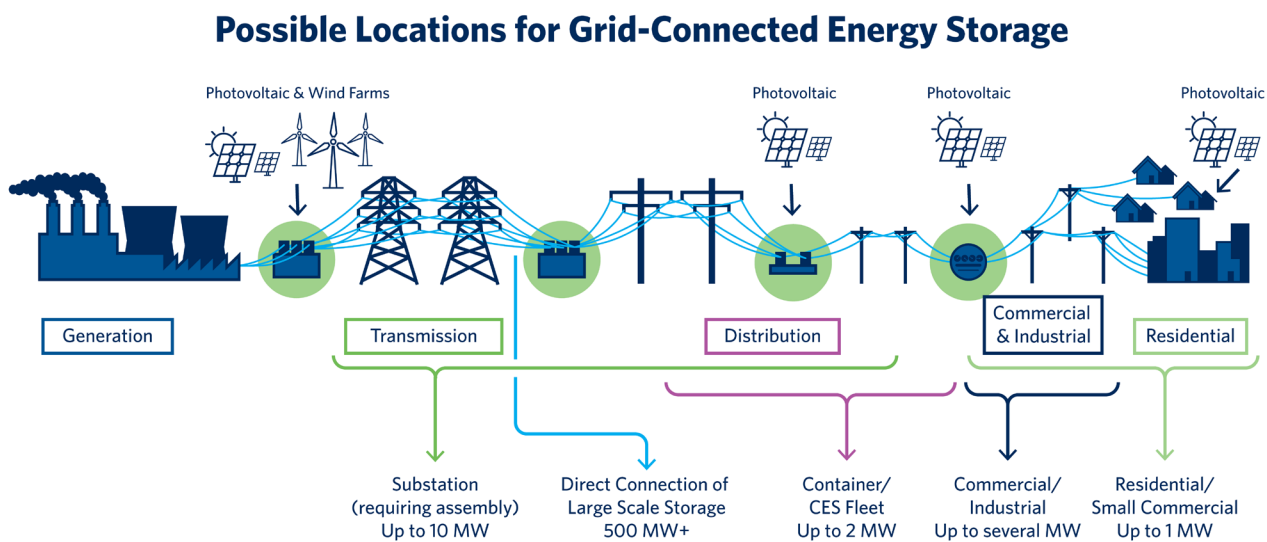 Possible Locations for Grid-Connected Energy Storage
Photovoltaic & Wind Farms
Photovoltaic
Photovoltaic
Photovoltaic
Generation
Transmission
Distribution
Commercial
& Industrial
Residential
Substation
(requiring assembly)
Up to 10 MW
Direct Connection of
Large Scale Storage
500 MW+
Container/
CES Fleet
Up to 2 MW
Commercial/
Industrial
Up to several MW
Residential/
Small Commercial
Up to 1 MW